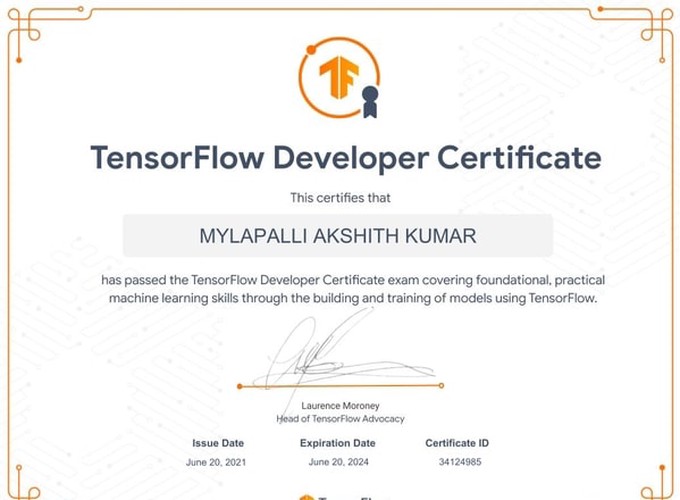 TF
TensorFlow Developer Certificate
This certifies that
MYLAPALLI AKSHITH KUMAR
has passed the TensorFlow Developer Certificate exam covering foundational, practical
machine learning skills through the building and training of models using TensorFlow.
Laurence Moroney
Head of TensorFlow Advocacy
Issue Date Expiration Date Certificate ID
June 20, 2021 June 20, 2024 34124985